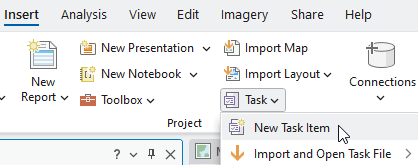 Insert Analysis View Edit Imagery Share Help
New Report
New Presentation
New Notebook
Toolbox
Import Map
Import Layout
Task
Connections
Project
New Task Item
Import and Open Task File
?